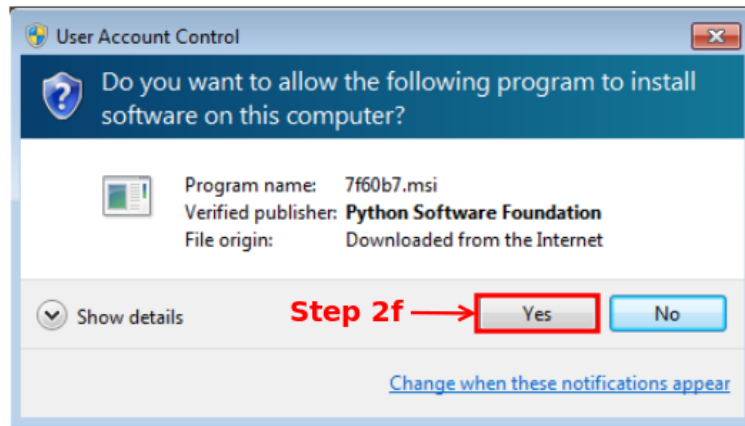 User Account Control
Do you want to allow the following program to install
software on this computer?
Program name: 7f60b7.msi
Verified publisher: Python Software Foundation
File origin: Downloaded from the Internet
Show details
Step 2f
Yes
No
Change when these notifications appear